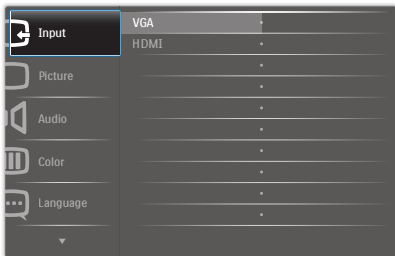 Input
Picture
Audio
Color
Language
VGA
HDMI